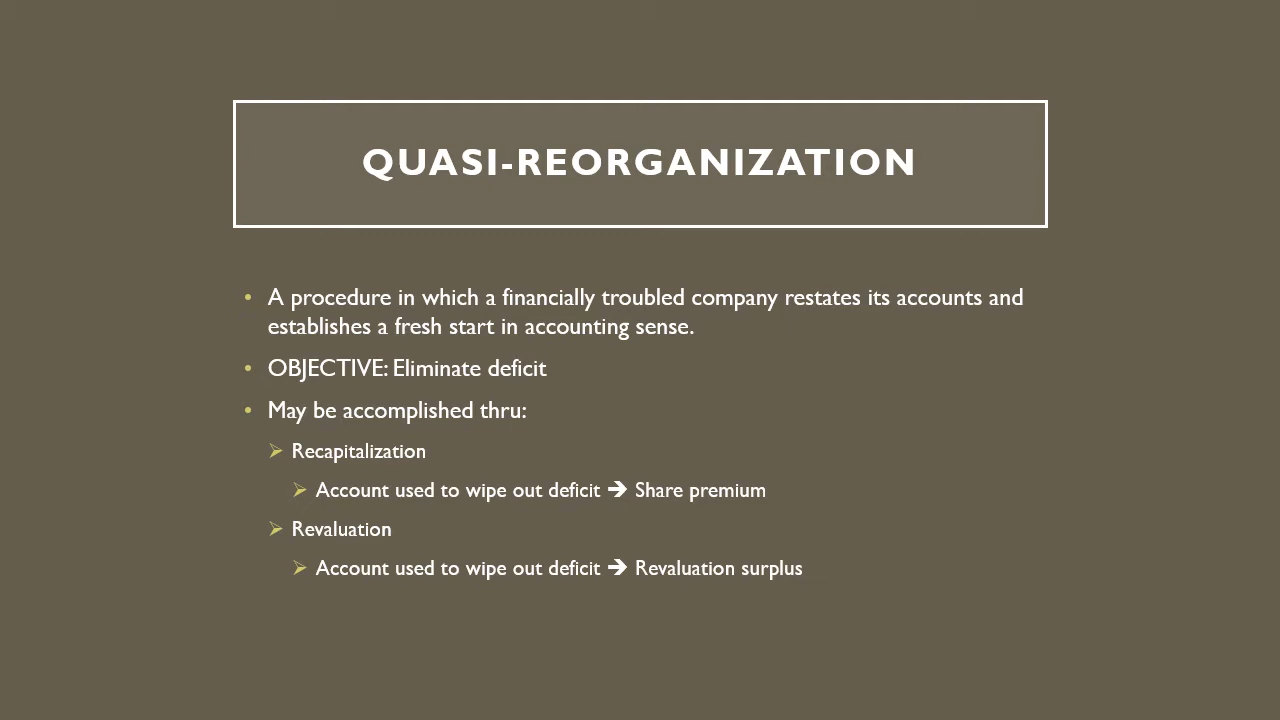 QUASI-REORGANIZATION
• A procedure in which a financially troubled company restates its accounts and
establishes a fresh start in accounting sense.
• OBJECTIVE: Eliminate deficit
• May be accomplished thru:
➢ Recapitalization
➢ Account used to wipe out deficit ➔ Share premium
➢ Revaluation
➢ Account used to wipe out deficit ➔ Revaluation surplus